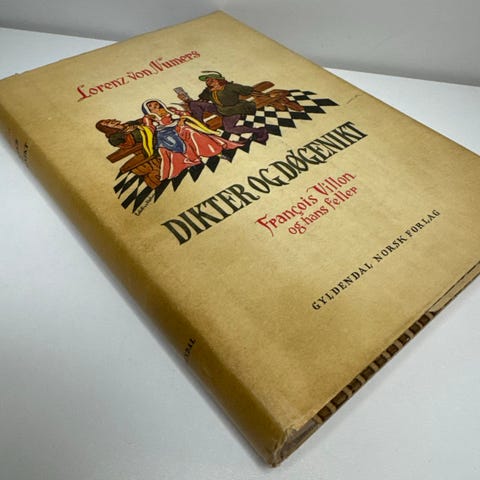 Lorenz von Numers
DIKTER OG DØGENIKT
François Villon
og hans feller
GYLDENDAL NORSK FORLAG